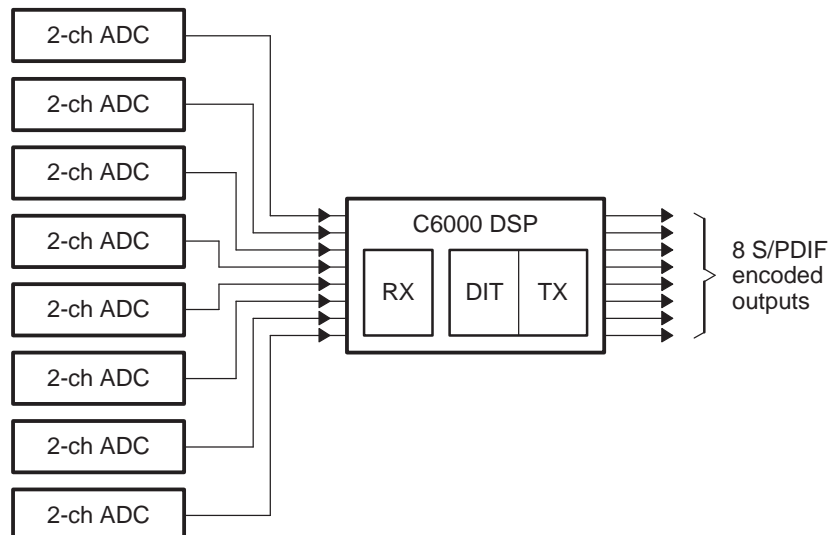 2-ch ADC
2-ch ADC
2-ch ADC
2-ch ADC
2-ch ADC
2-ch ADC
2-ch ADC
2-ch ADC
C6000 DSP
RX
DIT
TX
8 S/PDIF
encoded
outputs